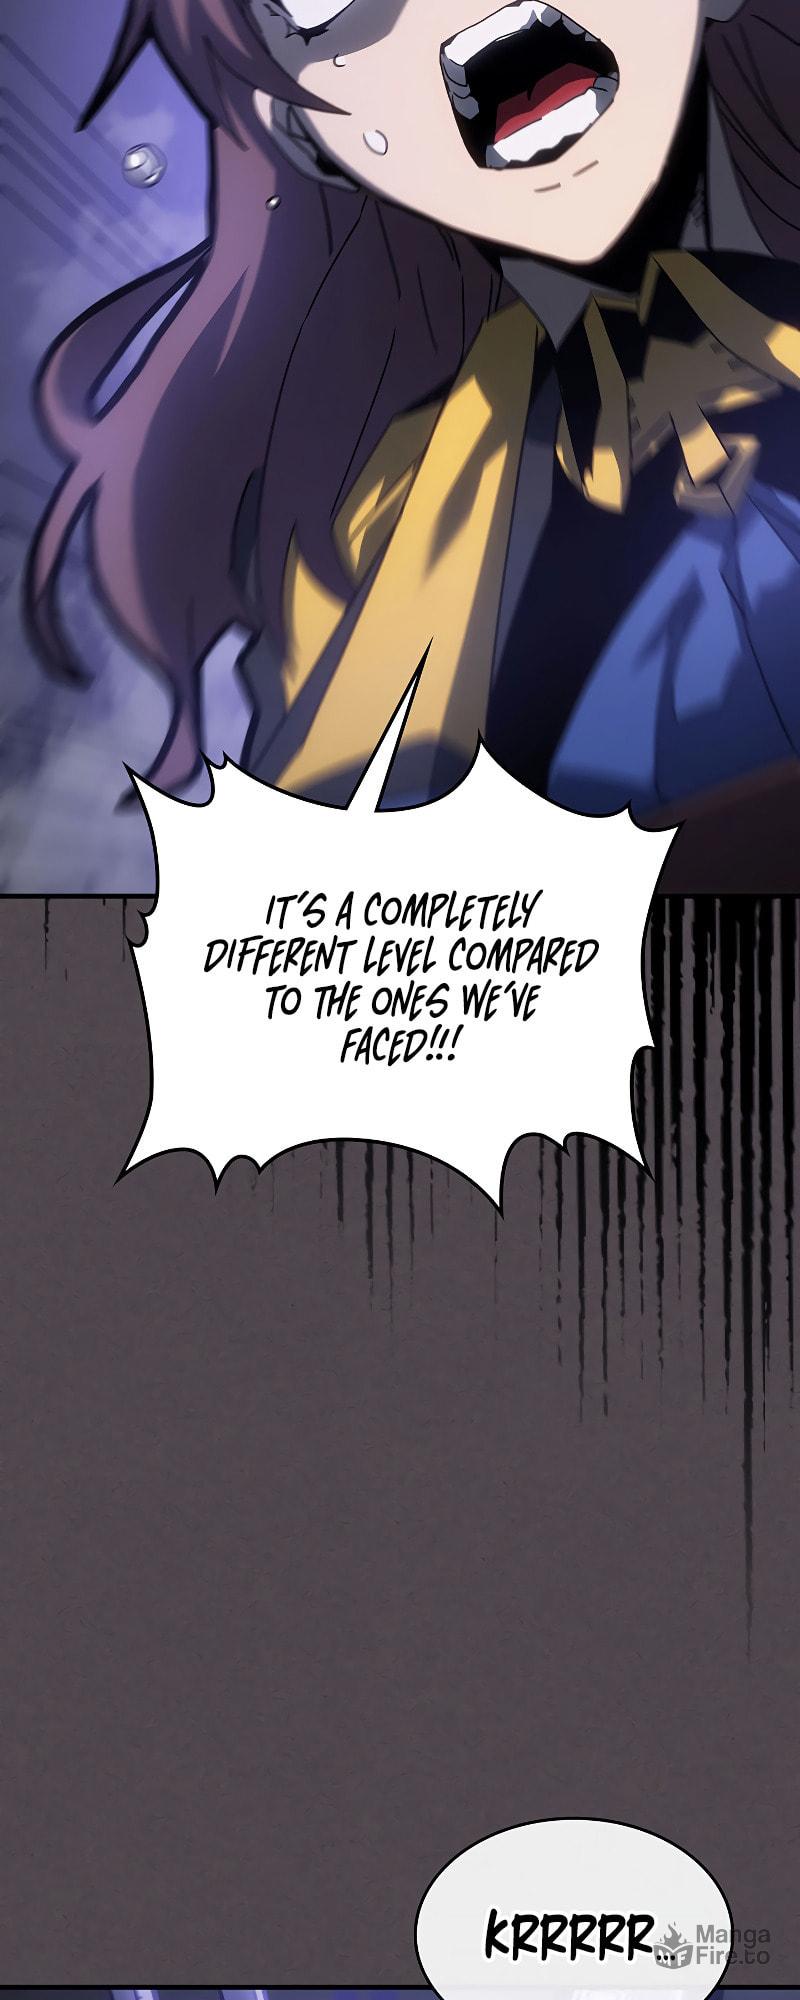 IT'S A COMPLETELY
DIFFERENT LEVEL COMPARED
TO THE ONES WE'VE
FACED!!!
KRRRRR...
Manga
Fire.to